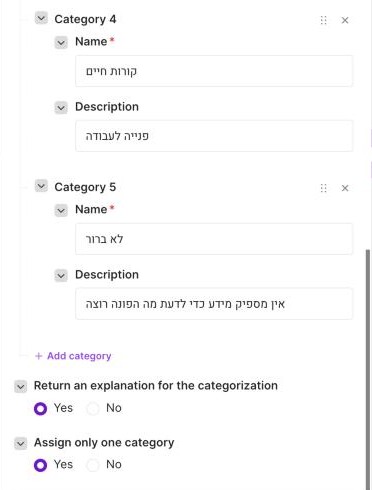 Category 4
Name*
קורות חיים
Description
פנייה לעבודה
Category 5
Name*
לא ברור
Description
אין מספיק מידע כדי לדעת מה הפונה רוצה
+ Add category
Return an explanation for the categorization
Yes No
Assign only one category
Yes No